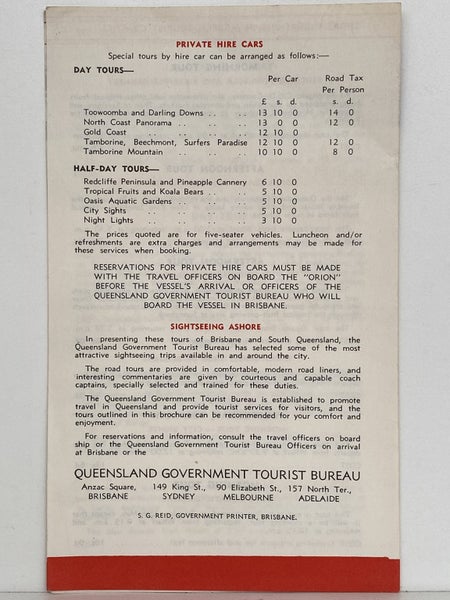 PRIVATE HIRE CARS
Special tours by hire car can be arranged as follows:—
DAY TOURS—
Per Car Road Tax
Per Person
£ s. d. s. d.
Toowoomba and Darling Downs .. .. 13 10 0 14 0
North Coast Panorama .. .. .. 13 0 0 12 0
Gold Coast .. .. .. .. 12 10 0
Tamborine, Beechmont, Surfers Paradise 12 10 0 12 0
Tamborine Mountain .. .. .. 10 10 0 8 0
HALF-DAY TOURS—
Redcliffe Peninsula and Pineapple Cannery 6 10 0
Tropical Fruits and Koala Bears .. .. 5 10 0
Oasis Aquatic Gardens .. .. .. 5 10 0
City Sights .. .. .. .. 5 10 0
Night Lights .. .. .. .. 3 10 0
The prices quoted are for five-seater vehicles. Luncheon and/or
refreshments are extra charges and arrangements may be made for
these services when booking.
RESERVATIONS FOR PRIVATE HIRE CARS MUST BE MADE
WITH THE TRAVEL OFFICERS ON BOARD THE "ORION"
BEFORE THE VESSEL'S ARRIVAL OR OFFICERS OF THE
QUEENSLAND GOVERNMENT TOURIST BUREAU WHO WILL
BOARD THE VESSEL IN BRISBANE.
SIGHTSEEING ASHORE
In presenting these tours of Brisbane and South Queensland, the
Queensland Government Tourist Bureau has selected some of the most
attractive sightseeing trips available in and around the city.
The road tours are provided in comfortable, modern road liners, and
interesting commentaries are given by courteous and capable coach
captains, specially selected and trained for these duties.
The Queensland Government Tourist Bureau is established to promote
travel in Queensland and provide tourist services for visitors, and the
tours outlined in this brochure can be recommended for your comfort and
enjoyment.
For reservations and information, consult the travel officers on board
ship or the Queensland Government Tourist Bureau Officers on arrival
at Brisbane or the
QUEENSLAND GOVERNMENT TOURIST BUREAU
Anzac Square, 149 King St., 90 Elizabeth St., 157 North Ter.,
BRISBANE SYDNEY MELBOURNE ADELAIDE
S. G. REID, GOVERNMENT PRINTER, BRISBANE.